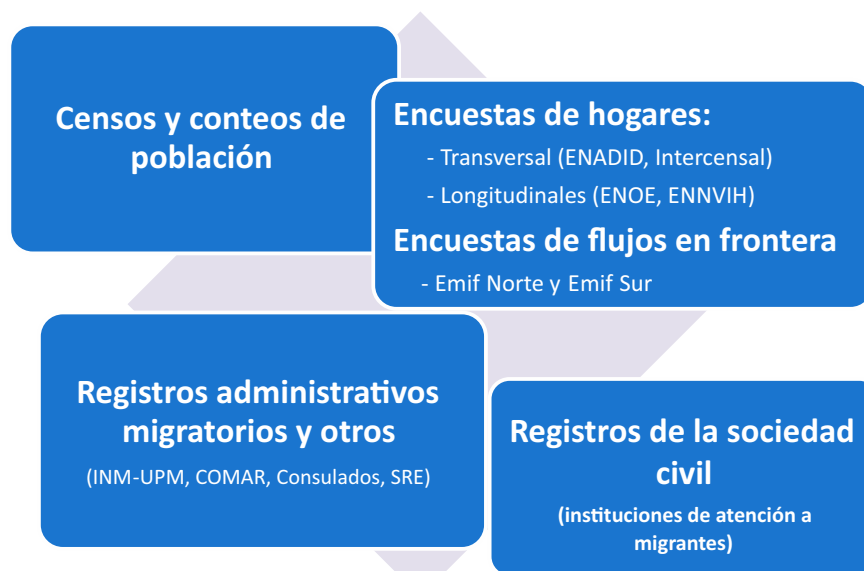 Censos y conteos de
población
Encuestas de hogares:
- Transversal (ENADID, Intercensal)
- Longitudinales (ENOE, ENNVIH)
Encuestas de flujos en frontera
- Emif Norte y Emif Sur
Registros administrativos
migratorios y otros
(INM-UPM, COMAR, Consulados, SRE)
Registros de la sociedad
civil
(instituciones de atención a
migrantes)